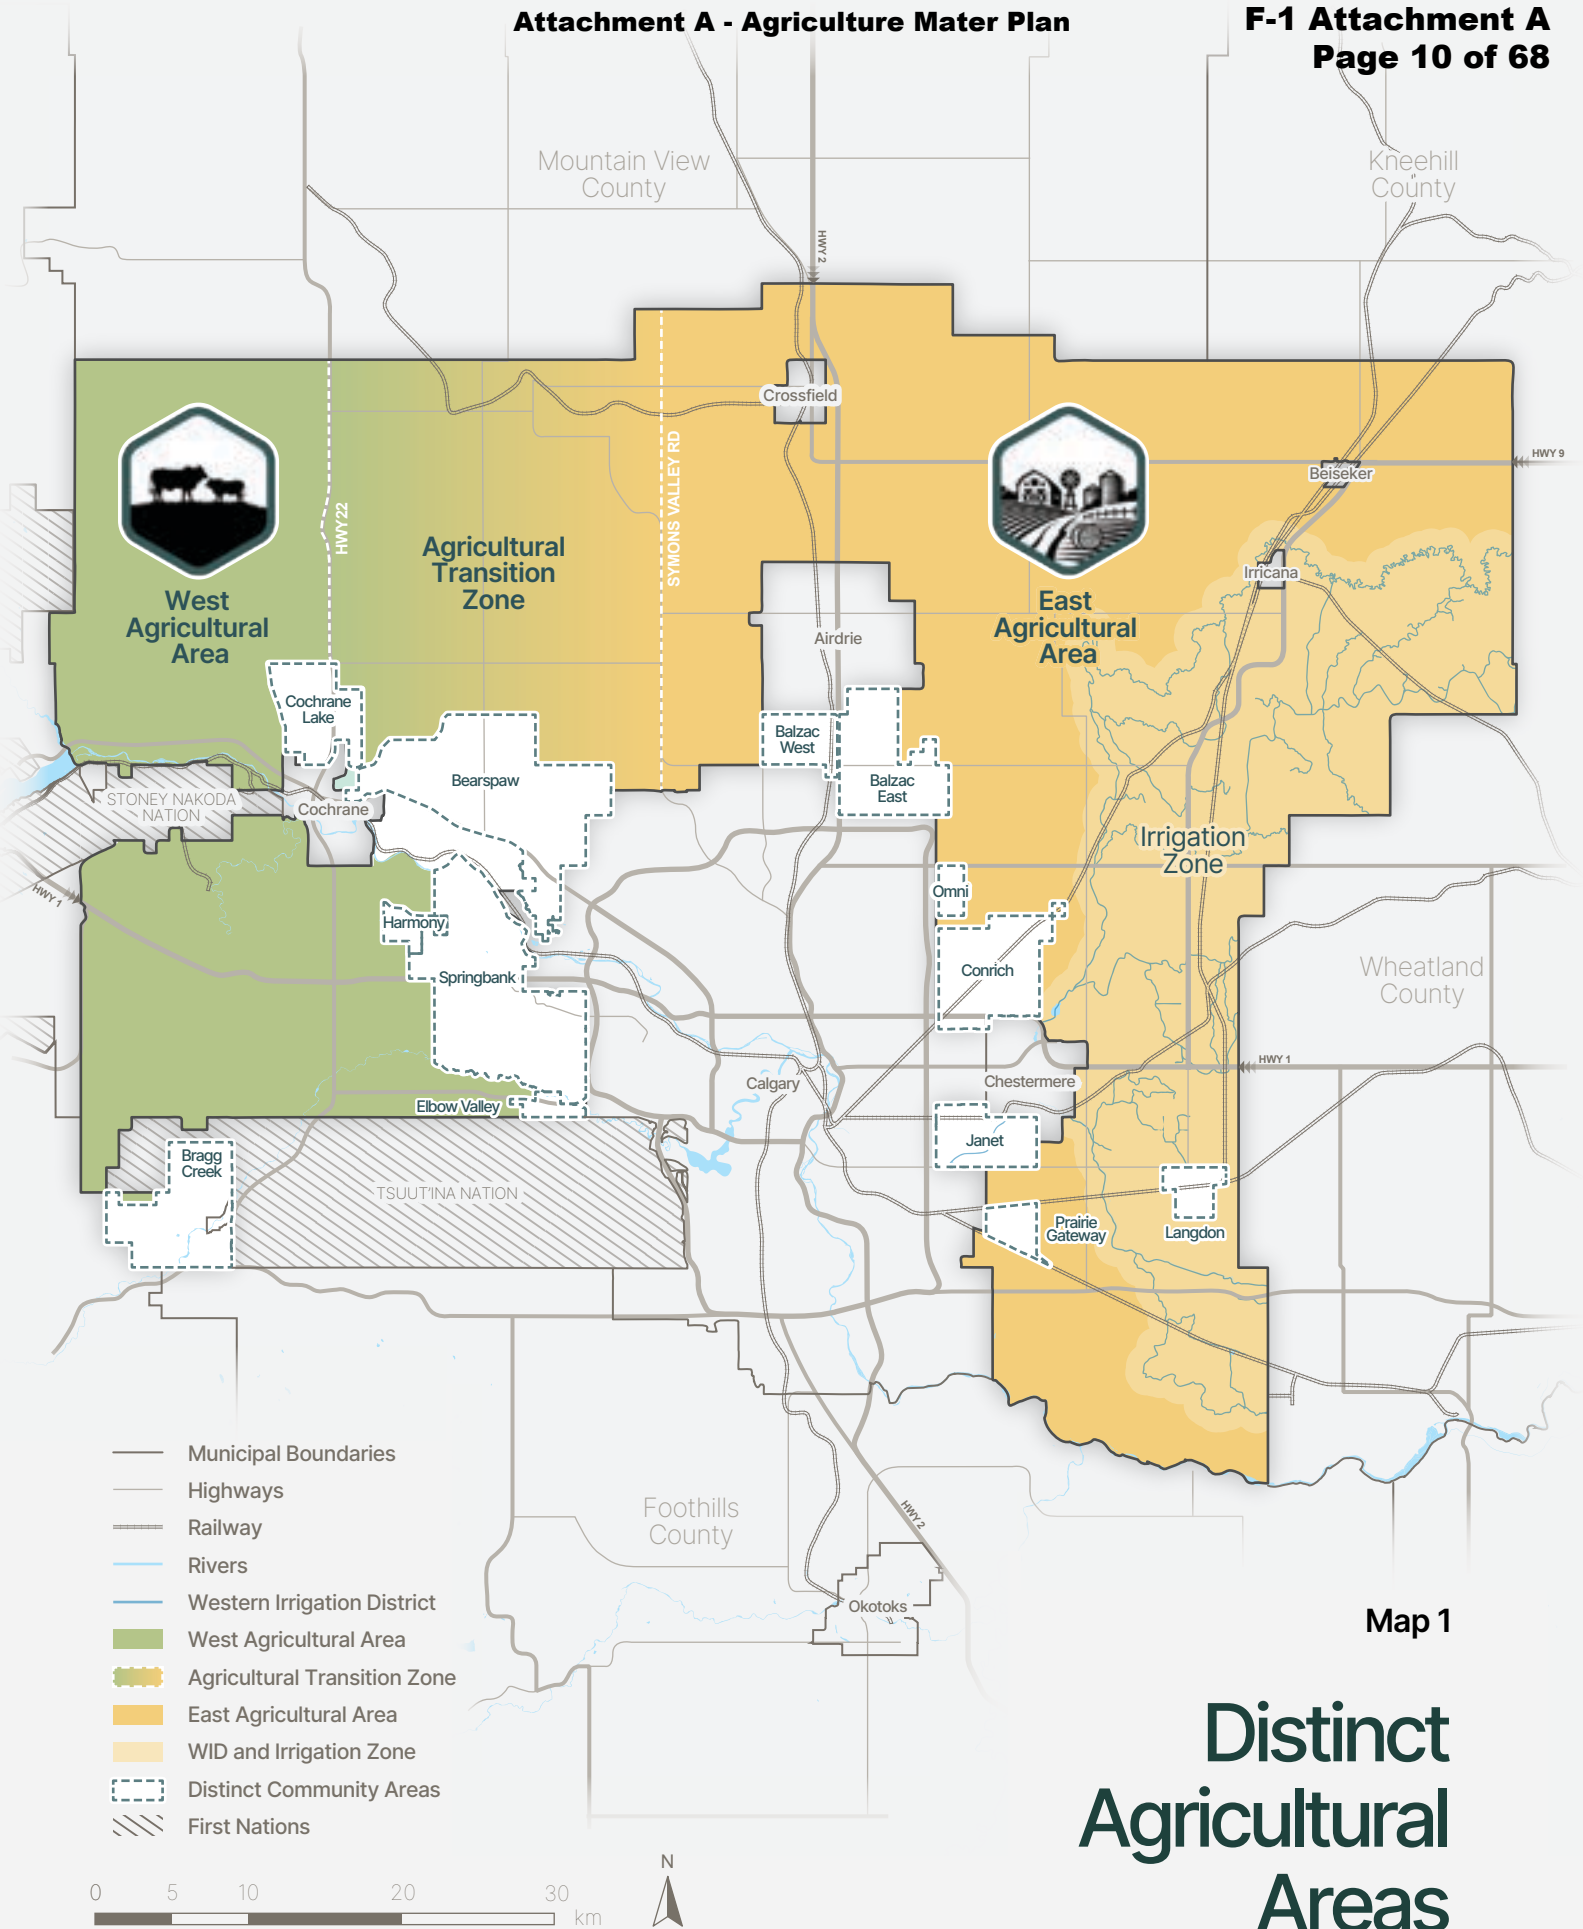 Attachment A - Agriculture Mater Plan
F-1 Attachment A
Page 10 of 68
Mountain View
County
Kneehill
County
HWY 2
Crossfield
HWY 9
Beiseker
HWY22
SYMONS VALLEY RD
Agricultural
Transition
Zone
West
Agricultural
Area
East
Agricultural
Area
Irricana
Airdrie
Cochrane
Lake
Balzac
West
Balzac
East
Bearspaw
STONEY NAKODA
NATION
Cochrane
Irrigation
Zone
HWY 1
Omni
Harmony
Springbank
Conrich
Wheatland
County
HWY 1
Calgary
Chestermere
Elbow Valley
Janet
Bragg
Creek
TSUUT'INA NATION
Prairie
Gateway
Langdon
Foothills
County
HWY 2
Okotoks
Municipal Boundaries
Highways
Railway
Rivers
Western Irrigation District
West Agricultural Area
Agricultural Transition Zone
East Agricultural Area
WID and Irrigation Zone
Distinct Community Areas
First Nations
0 5 10 20 30
km
N
Map 1
Distinct
Agricultural
Areas